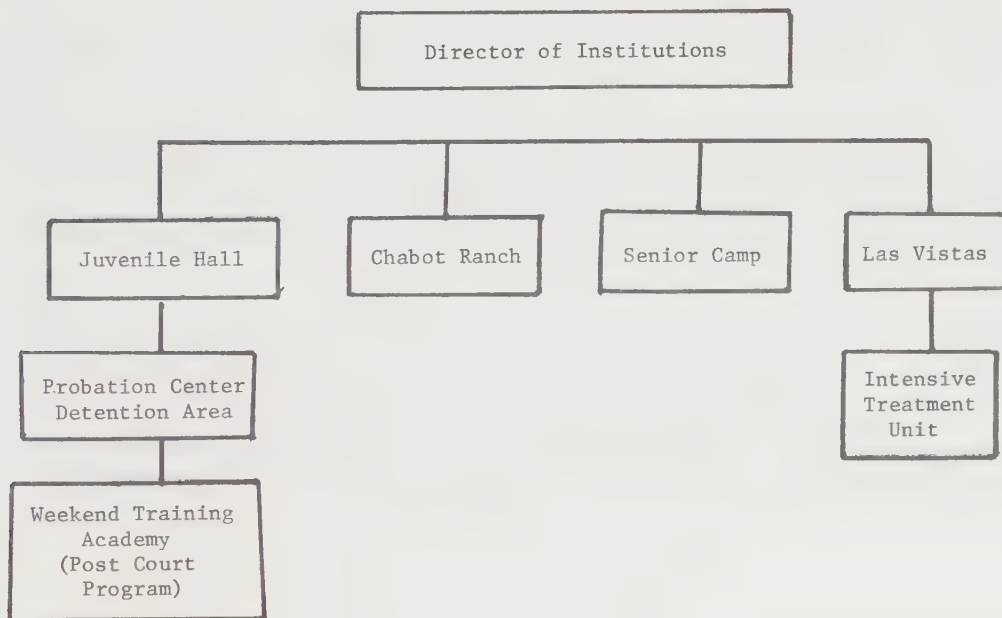 Director of Institutions
Juvenile Hall
Chabot Ranch
Senior Camp
Las Vistas
Probation Center
Detention Area
Intensive
Treatment
Unit
Weekend Training
Academy
(Post Court
Program)